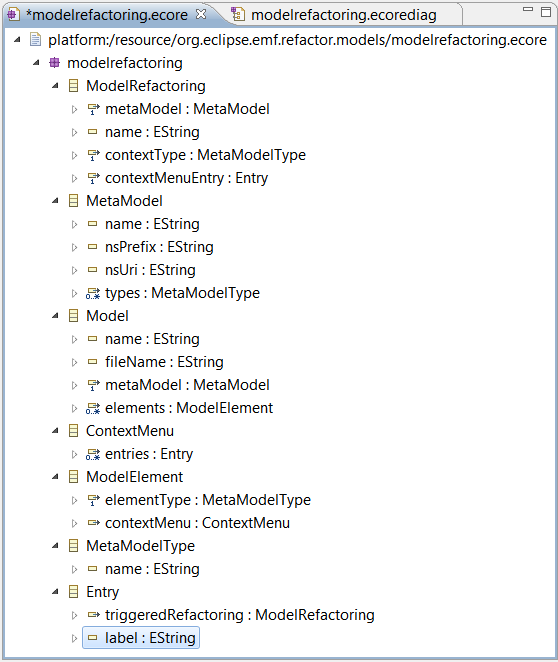 *modelrefactoring.ecore modelrefactoring.ecorediag
platform:/resource/org.eclipse.emf.refactor.models/modelrefactoring.ecore
modelrefactoring
ModelRefactoring
metaModel : MetaModel
name : EString
contextType : MetaModelType
contextMenuEntry : Entry
MetaModel
name : EString
nsPrefix : EString
nsUri : EString
types : MetaModelType
Model
name : EString
fileName : EString
metaModel : MetaModel
elements : ModelElement
ContextMenu
entries : Entry
ModelElement
elementType : MetaModelType
contextMenu : ContextMenu
MetaModelType
name : EString
Entry
triggeredRefactoring : ModelRefactoring
label : EString